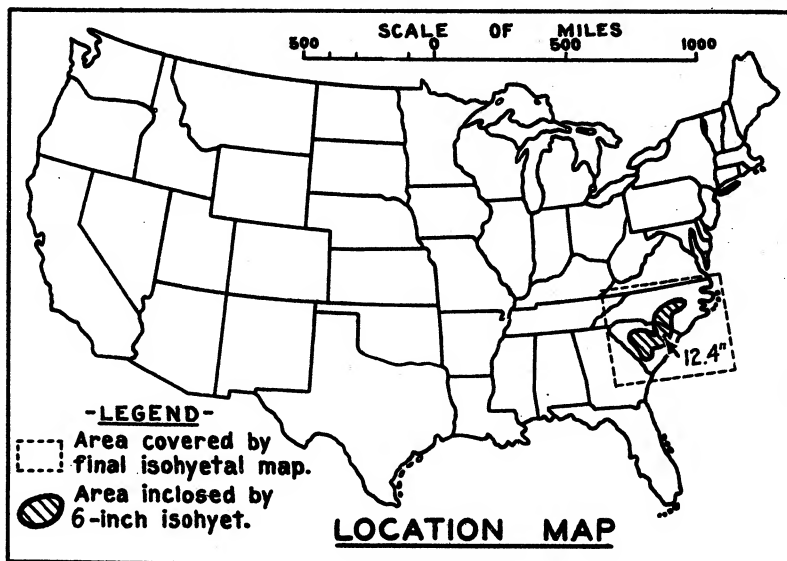 SCALE OF MILES
500 0 500 1000
12.4"
-LEGEND-
Area covered by
final isohyetal map.
Area inclosed by
6-inch isohyet.
LOCATION MAP